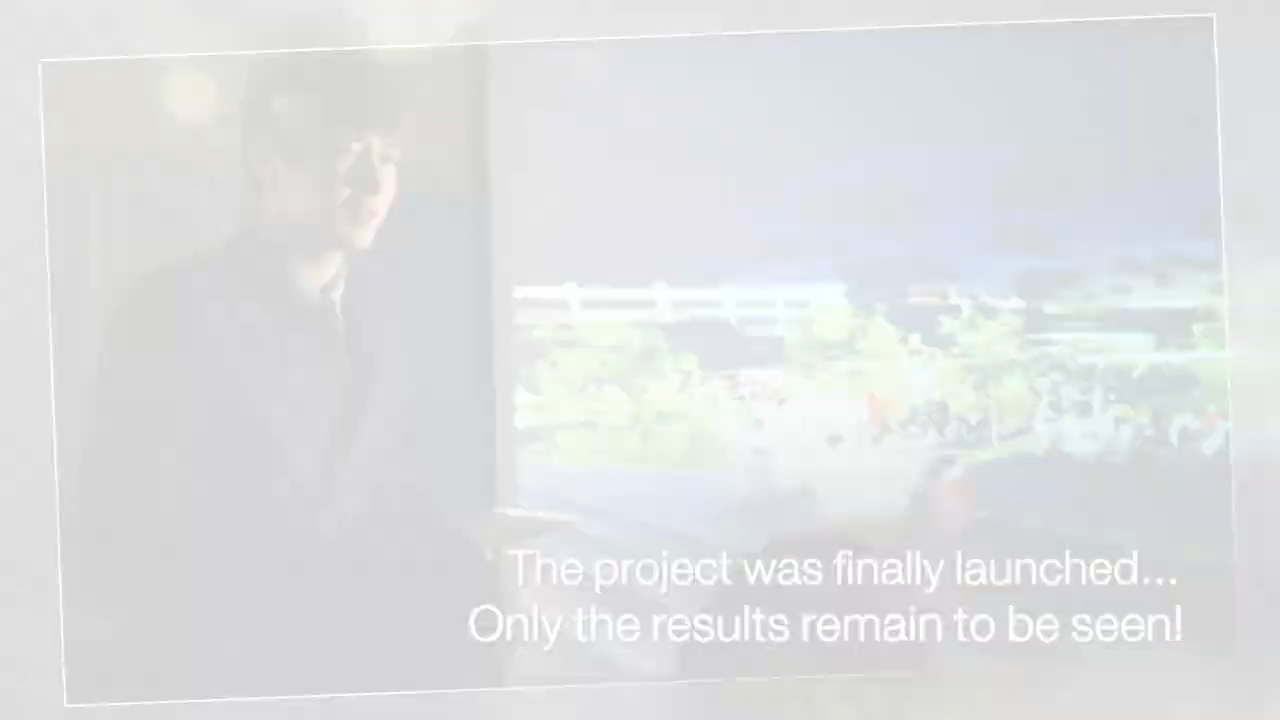 The project was finally launched...
Only the results remain to be seen!